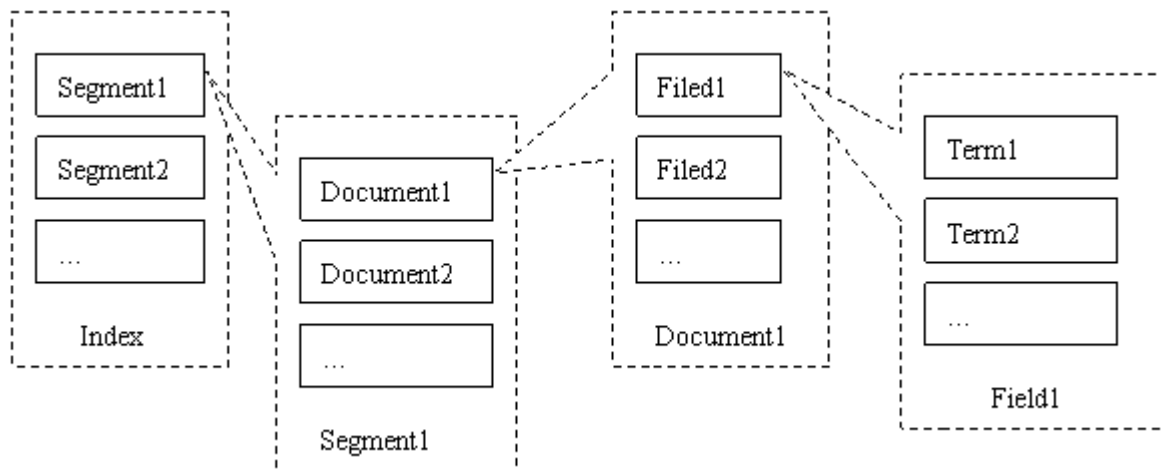 Segment1
Segment2
...
Index
Document1
Document2
...
Segment1
Filed1
Filed2
...
Document1
Term1
Term2
...
Field1